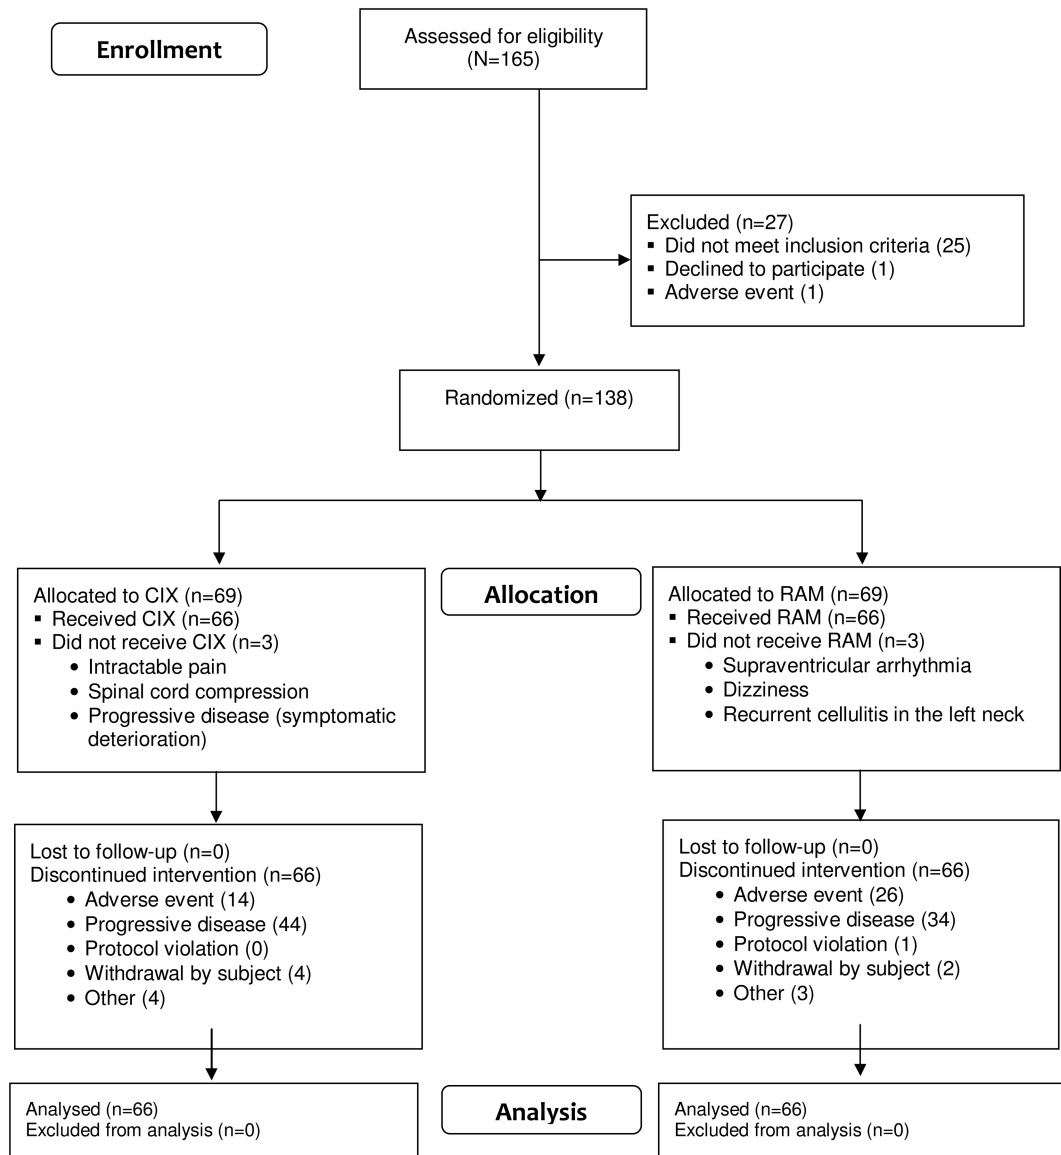 Enrollment
Assessed for eligibility
(N=165)
Excluded (n=27)
▪ Did not meet inclusion criteria (25)
▪ Declined to participate (1)
▪ Adverse event (1)
Randomized (n=138)
Allocated to CIX (n=69)
▪ Received CIX (n=66)
▪ Did not receive CIX (n=3)
• Intractable pain
• Spinal cord compression
• Progressive disease (symptomatic
deterioration)
Allocation
Allocated to RAM (n=69)
▪ Received RAM (n=66)
▪ Did not receive RAM (n=3)
• Supraventricular arrhythmia
• Dizziness
• Recurrent cellulitis in the left neck
Lost to follow-up (n=0)
Discontinued intervention (n=66)
• Adverse event (14)
• Progressive disease (44)
• Protocol violation (0)
• Withdrawal by subject (4)
• Other (4)
Lost to follow-up (n=0)
Discontinued intervention (n=66)
• Adverse event (26)
• Progressive disease (34)
• Protocol violation (1)
• Withdrawal by subject (2)
• Other (3)
Analysed (n=66)
Excluded from analysis (n=0)
Analysis
Analysed (n=66)
Excluded from analysis (n=0)